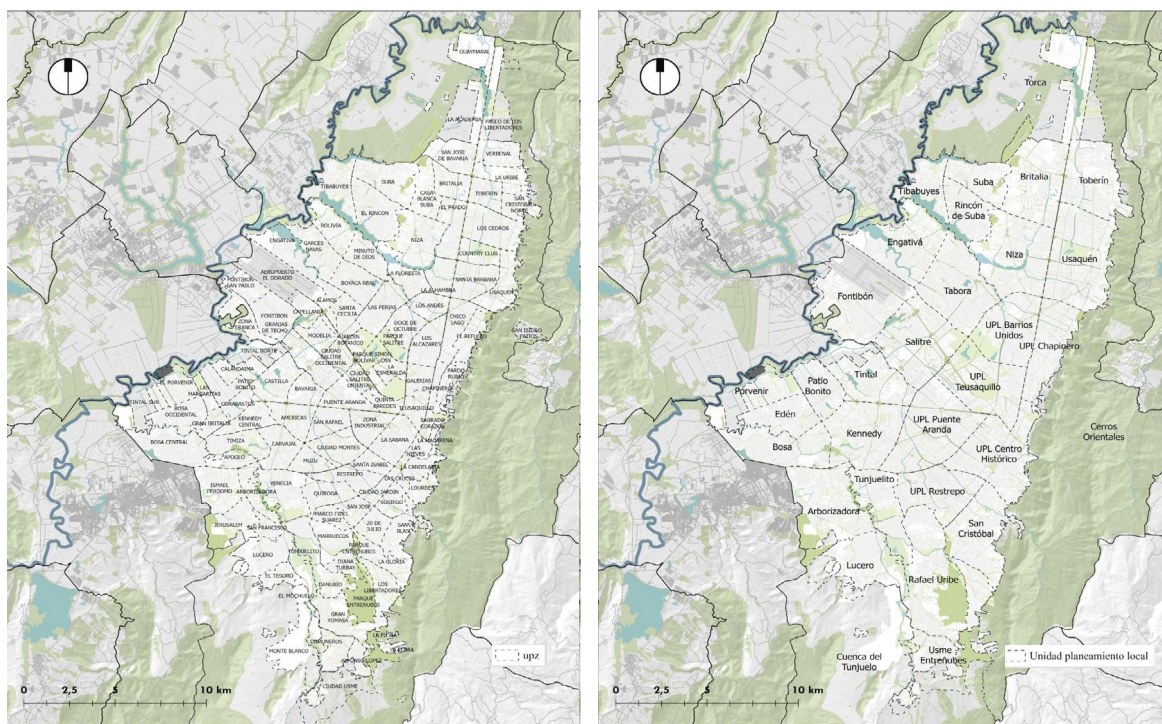 GUAYMARAL
LA ACADEMIA
PASEO DE LOS
LIBERTADORES
SAN JOSE
DE BAVARIA
VERBENAL
SUBA
LA URIBE
TIBABUYES
BRITALIA
CASA
BLANCA
SUBA
TOBERIN
SAN
CRISTOBAL
NORTE
EL PRADO
EL RINCON
BOLIVIA
LOS CEDROS
ENGATIVA
GARCES
NAVAS
NIZA
MINUTO
DE DIOS
COUNTRY CLUB
AEROPUERTO
EL DORADO
LA FLORESTA
FONTIBON
SAN PABLO
BOYACA REAL
SANTA BARBARA
LA ALHAMBRA
USAQUEN
ALAMOS
SANTA
CECILIA
LAS FERIAS
LOS ANDES
CAPELLANIA
ZONA
FRANCA
FONTIBON
GRANJAS
DE TECHO
DOCE DE
OCTUBRE
CHICO
LAGO
MODELIA
JARDIN
BOTANICO
PARQUE
SALITRE
EL REFUGIO
SAN ISIDRO
PATIOS
LOS
ALCAZARES
CIUDAD
SALITRE
OCCIDENTAL
TINTAL NORTE
PARQUE SIMON
BOLIVAR
CAN
LA
ESMERALDA
PARDO
RUBIO
CALANDAIMA
CIUDAD
SALITRE
ORIENTAL
GALERIAS
CHAPINERO
EL PORVENIR
LAS
MARGARITAS
PATIO
BONITO
CASTILLA
BAVARIA
QUINTA
PAREDES
TEUSAQUILLO
TINTAL SUR
BOSA
OCCIDENTAL
CORABASTOS
PUENTE ARANDA
SAGRADO
CORAZON
GRAN BRITALIA
KENNEDY
CENTRAL
AMERICAS
SAN RAFAEL
ZONA
INDUSTRIAL
LA SABANA
LA MACARENA
LAS
NIEVES
BOSA CENTRAL
TIMIZA
CARVAJAL
CIUDAD MONTES
APOGEO
MUZU
SANTA ISABEL
LA CANDELARIA
RESTREPO
LAS CRUCES
LOURDES
ISMAEL
PERDOMO
VENECIA
ARBORIZADORA
QUIROGA
CIUDAD JARDIN
SOSIEGO
SAN JOSE
MARCO FIDEL
SUAREZ
JERUSALEM
SAN FRANCISCO
20 DE
JULIO
SAN
BLAS
MARRUECOS
LUCERO
TUNJUELITO
PARQUE
ENTRENUBES
DIANA
TURBAY
LA GLORIA
EL TESORO
DANUBIO
LOS
LIBERTADORES
EL MOCHUELO
PARQUE
ENTRENUBES
GRAN
YOMASA
LA FLORA
COMUNEROS
MONTE BLANCO
ALFONSO LOPEZ
CIUDAD USME
upz
0 2,5 5 10 km
Torca
Britalia
Toberín
Suba
Tibabuyes
Rincón
de Suba
Engativá
Niza
Usaquén
Tabora
Fontibón
UPL Barrios
Unidos
Salitre
UPL Chapinero
Tintal
UPL
Teusaquillo
Porvenir
Patio
Bonito
Edén
UPL Puente
Aranda
Cerros
Orientales
Bosa
Kennedy
UPL Centro
Histórico
Tunjuelito
UPL Restrepo
Arborizadora
San
Cristóbal
Lucero
Rafael Uribe
Cuenca del
Tunjuelo
Usme
Entreñubes
Unidad planeamiento local
0 2,5 5 10 km